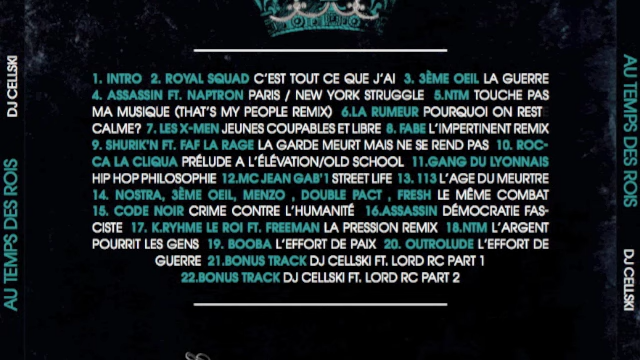 1. INTRO 2. ROYAL SQUAD C'EST TOUT CE QUE J'AI 3. 3ÈME OEIL LA GUERRE
4. ASSASSIN FT. NAPTRON PARIS / NEW YORK STRUGGLE 5.NTM TOUCHE PAS
MA MUSIQUE (THAT'S MY PEOPLE REMIX) 6.LA RUMEUR POURQUOI ON REST
CALME? 7. LES X-MEN JEUNES COUPABLES ET LIBRE 8. FABE L'IMPERTINENT REMIX
9. SHURIK'N FT. FAF LA RAGE LA GARDE MEURT MAIS NE SE REND PAS 10. ROC-
CA LA CLIQUA PRÉLUDE A L'ÉLÉVATION/OLD SCHOOL 11.GANG DU LYONNAIS
HIP HOP PHILOSOPHIE 12.MC JEAN GAB'1 STREET LIFE 13. 113 L'AGE DU MEURTRE
14. NOSTRA, 3ÈME OEIL, MENZO , DOUBLE PACT , FRESH LE MÊME COMBAT
15. CODE NOIR CRIME CONTRE L'HUMANITÉ 16.ASSASSIN DÉMOCRATIE FAS-
CISTE 17. K.RYHME LE ROI FT. FREEMAN LA PRESSION REMIX 18.NTM L'ARGENT
POURRIT LES GENS 19. BOOBA L'EFFORT DE PAIX 20. OUTROLUDE L'EFFORT DE
GUERRE 21.BONUS TRACK DJ CELLSKI FT. LORD RC PART 1
22.BONUS TRACK DJ CELLSKI FT. LORD RC PART 2
AU TEMPS DES ROIS DJ CELLSKI
AU TEMPS DES ROIS DJ CELLSKI